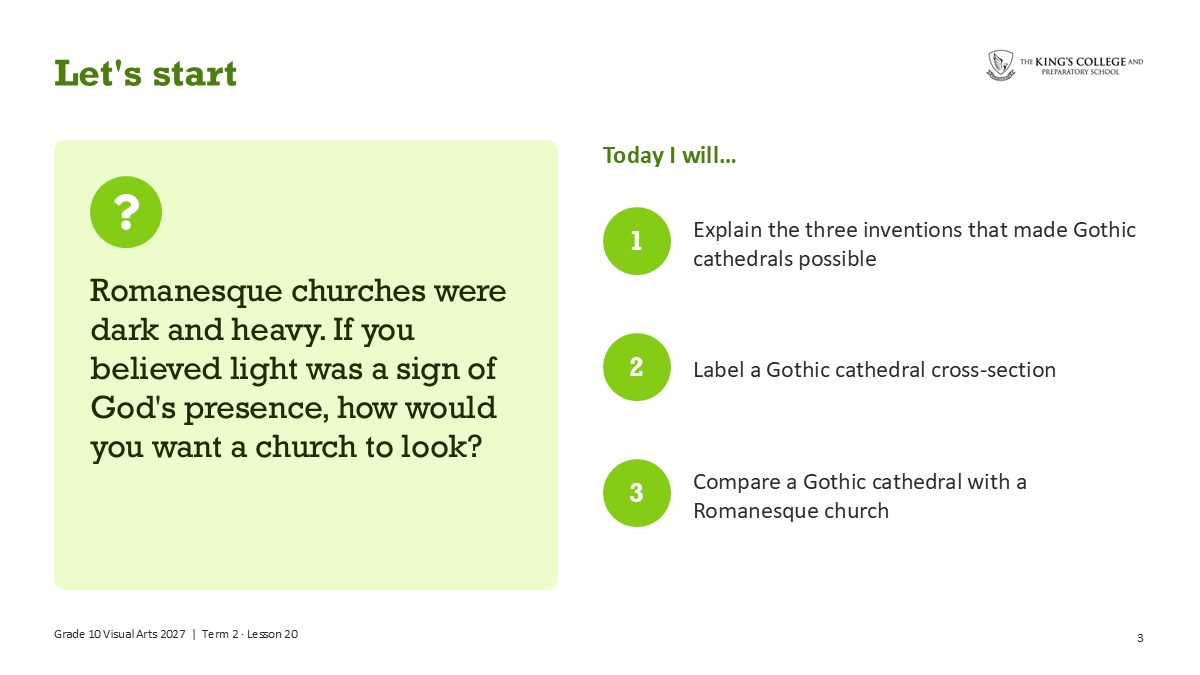 Let's start
THE KING'S COLLEGE AND
PREPARATORY SCHOOL
?
Romanesque churches were
dark and heavy. If you
believed light was a sign of
God's presence, how would
you want a church to look?
Today I will...
1
Explain the three inventions that made Gothic
cathedrals possible
2
Label a Gothic cathedral cross-section
3
Compare a Gothic cathedral with a
Romanesque church
Grade 10 Visual Arts 2027 | Term 2 · Lesson 20
3